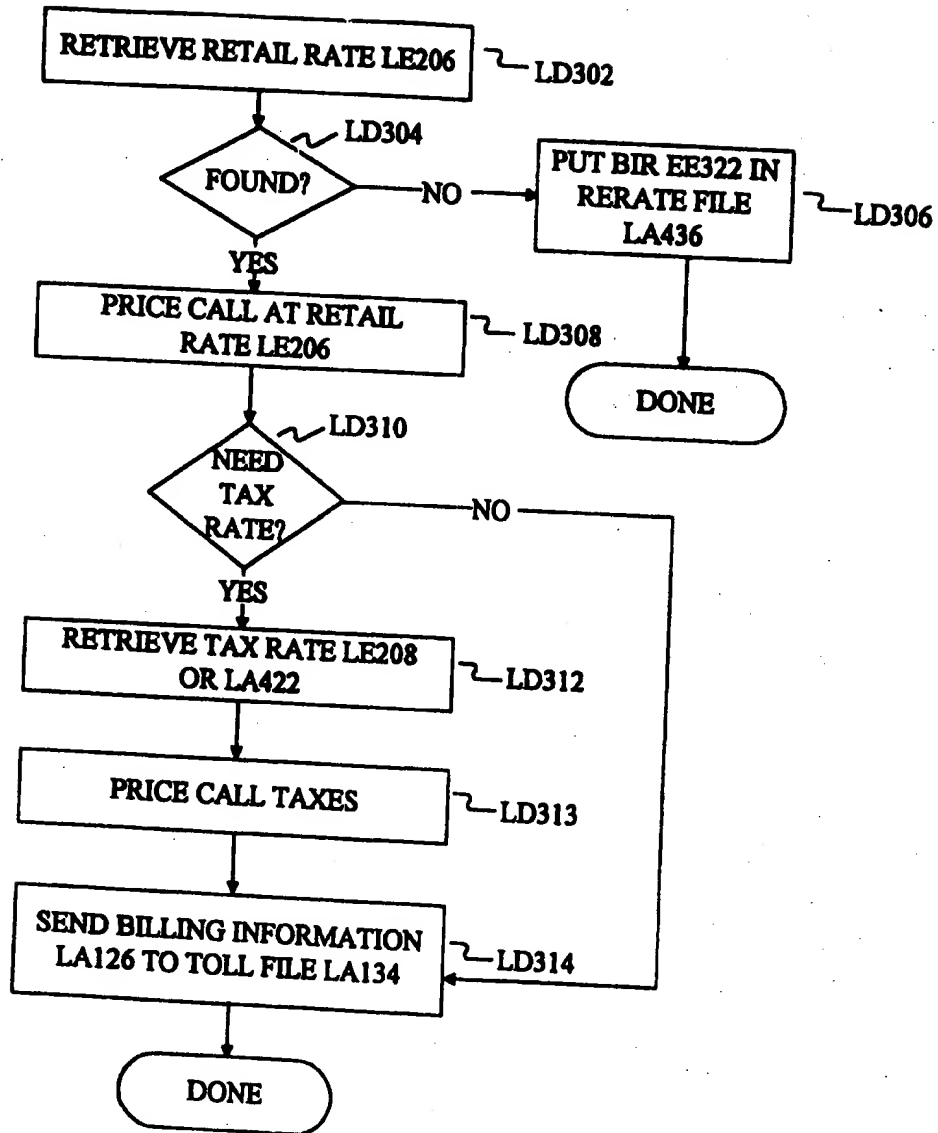 RETRIEVE RETAIL RATE LE206
LD302
LD304
FOUND?
NO
PUT BIR EE322 IN
RERATE FILE
LA436
LD306
YES
PRICE CALL AT RETAIL
RATE LE206
LD308
DONE
LD310
NEED
TAX
RATE?
NO
YES
RETRIEVE TAX RATE LE208
OR LA422
LD312
PRICE CALL TAXES
LD313
SEND BILLING INFORMATION
LA126 TO TOLL FILE LA134
LD314
DONE